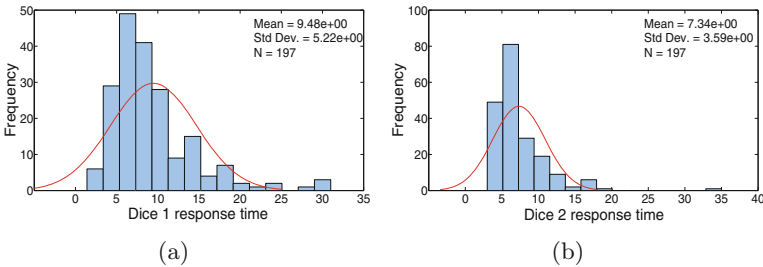 50
40
30
20
10
0
Frequency
Mean = 9.48e+00
Std Dev. = 5.22e+00
N = 197
0 5 10 15 20 25 30 35
Dice 1 response time
(a)
100
80
60
40
20
0
Frequency
Mean = 7.34e+00
Std Dev. = 3.59e+00
N = 197
0 5 10 15 20 25 30 35 40
Dice 2 response time
(b)